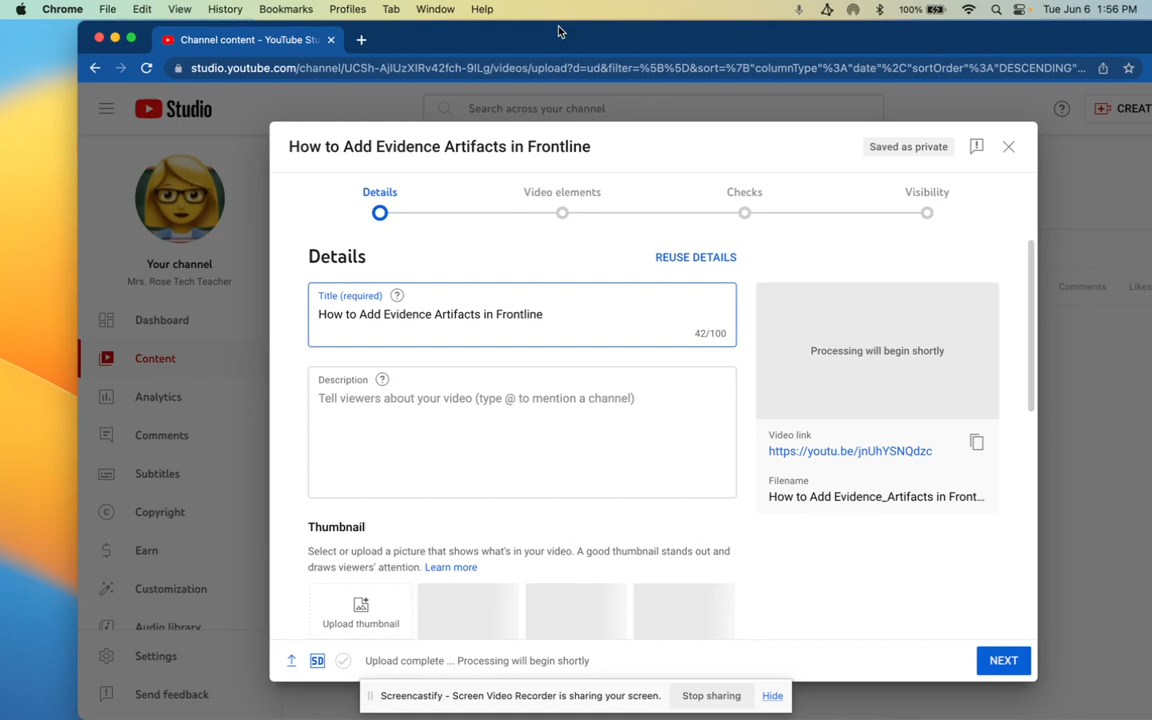 Chrome File Edit View History Bookmarks Profiles Tab Window Help 100% Tue Jun 6 1:56 PM
Channel content - YouTube Stu
studio.youtube.com/channel/UCSh-AjIUzXIRv42fch-9ILg/videos/upload?d=ud&filter=%5B%5D&sort=%7B"columnType"%3A"date"%2C"sortOrder"%3A"DESCENDING"...
Studio
Search across your channel
CREAT
How to Add Evidence Artifacts in Frontline
Saved as private
Details Video elements Checks Visibility
Your channel
Mrs. Rose Tech Teacher
Dashboard
Content
Analytics
Comments
Subtitles
Copyright
Earn
Customization
Audio library
Settings
Send feedback
Details
REUSE DETAILS
Title (required)
How to Add Evidence Artifacts in Frontline
42/100
Description
Tell viewers about your video (type @ to mention a channel)
Thumbnail
Select or upload a picture that shows what's in your video. A good thumbnail stands out and
draws viewers' attention. Learn more
Upload thumbnail
Processing will begin shortly
Video link
https://youtu.be/jnUhYSNQdzc
Filename
How to Add Evidence_Artifacts in Front...
Comments Likes
SD Upload complete ... Processing will begin shortly
NEXT
Screencastify - Screen Video Recorder is sharing your screen. Stop sharing Hide